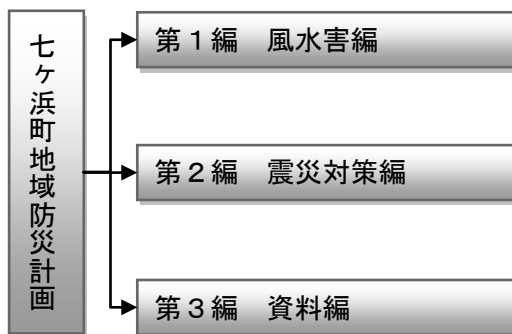 七ヶ浜町地域防災計画
第１編　風水害編
第２編　震災対策編
第３編　資料編